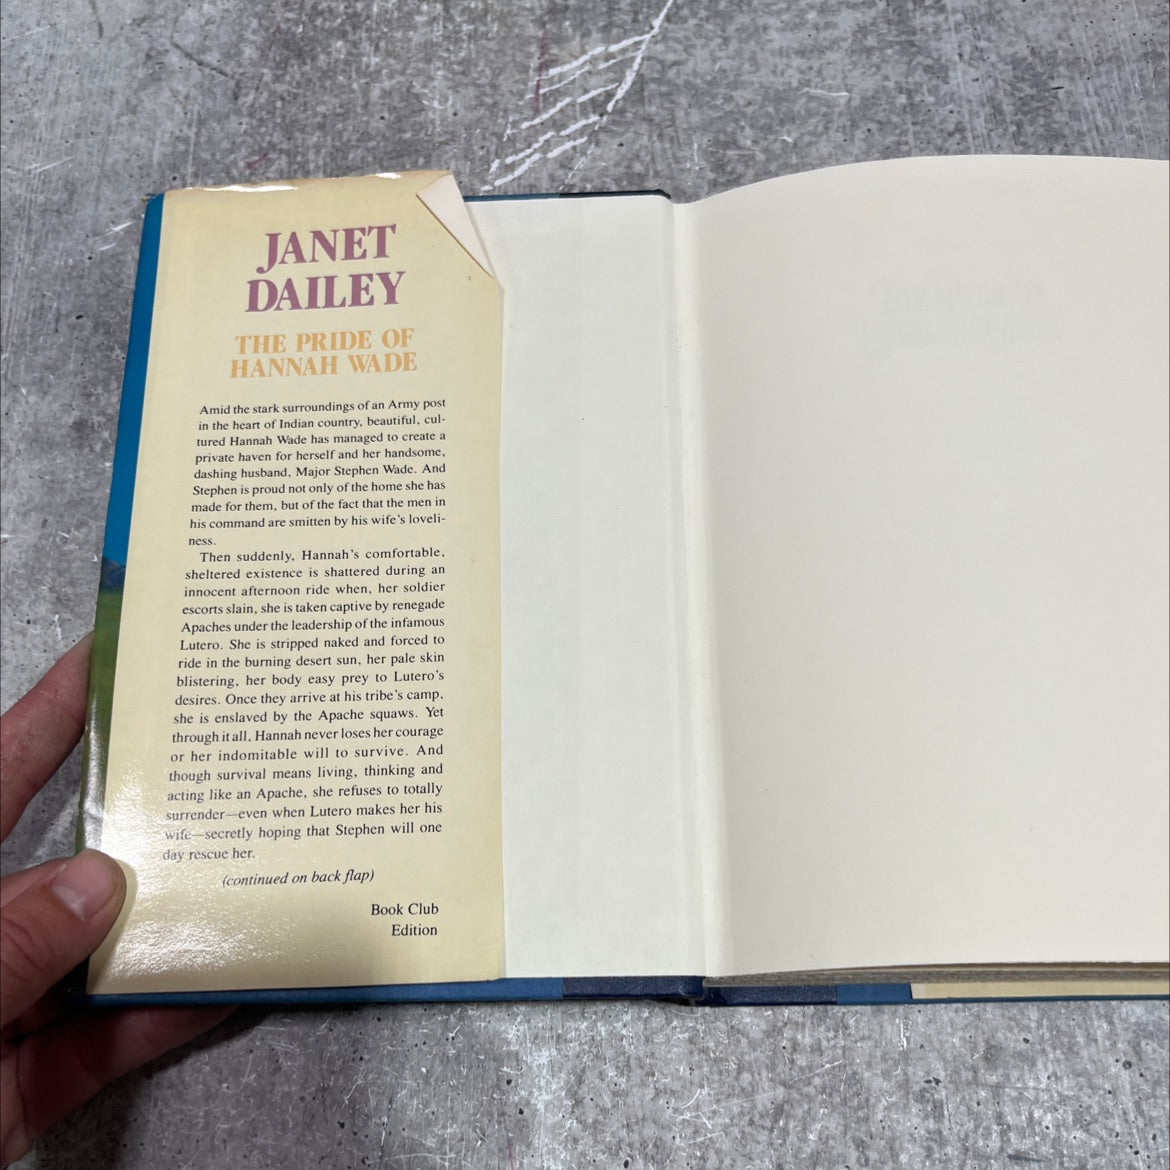 JANET
DAILEY
THE PRIDE OF
HANNAH WADE
Amid the stark surroundings of an Army post
in the heart of Indian country, beautiful, cul-
tured Hannah Wade has managed to create a
private haven for herself and her handsome,
dashing husband, Major Stephen Wade. And
Stephen is proud not only of the home she has
made for them, but of the fact that the men in
his command are smitten by his wife's loveli-
ness.
Then suddenly, Hannah's comfortable,
sheltered existence is shattered during an
innocent afternoon ride when, her soldier
escorts slain, she is taken captive by renegade
Apaches under the leadership of the infamous
Lutero. She is stripped naked and forced to
ride in the burning desert sun, her pale skin
blistering, her body easy prey to Lutero's
desires. Once they arrive at his tribe's camp,
she is enslaved by the Apache squaws. Yet
through it all, Hannah never loses her courage
or her indomitable will to survive. And
though survival means living, thinking and
acting like an Apache, she refuses to totally
surrender—even when Lutero makes her his
wife—secretly hoping that Stephen will one
day rescue her.
(continued on back flap)
Book Club
Edition